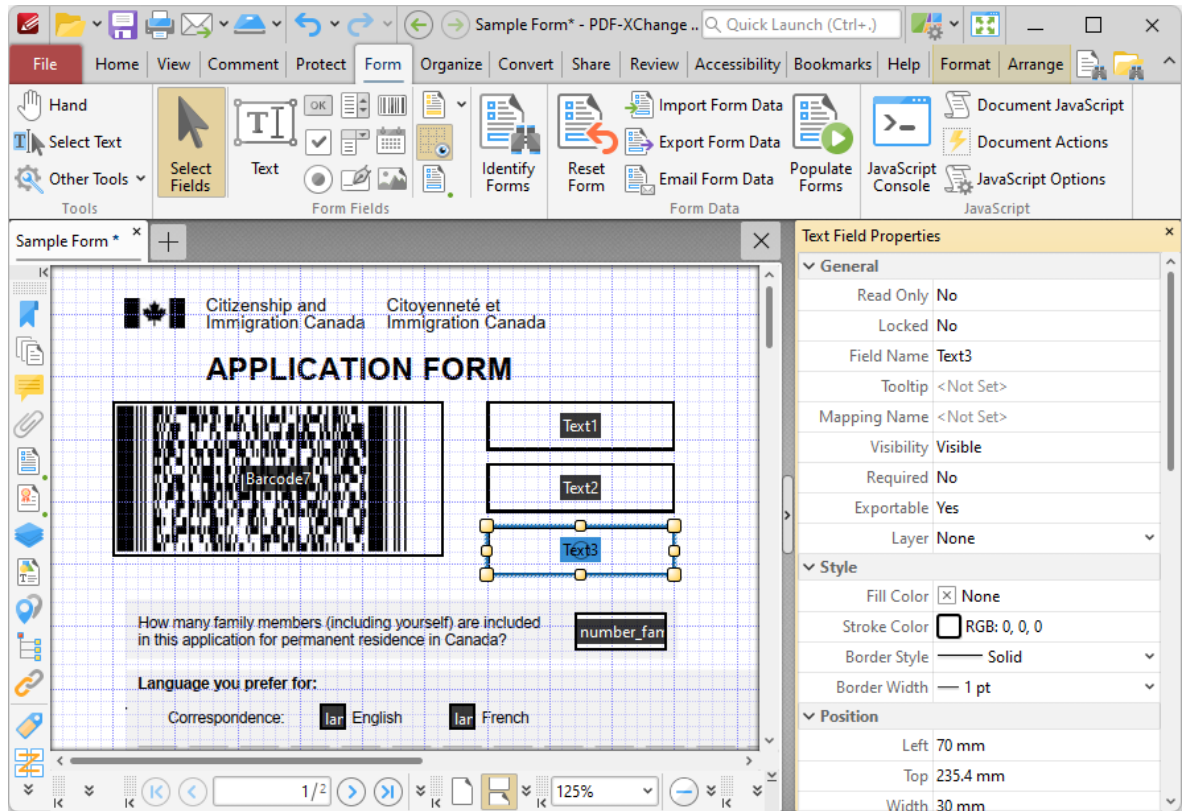 Sample Form* - PDF-XChange ..
Quick Launch (Ctrl+.)
File Home View Comment Protect Form Organize Convert Share Review Accessibility Bookmarks Help Format Arrange
Hand
Select Text
Other Tools
Tools
Select Fields
Text
OK
Form Fields
Identify Forms
Reset Form
Import Form Data
Export Form Data
Email Form Data
Populate Forms
Form Data
JavaScript Console
Document JavaScript
Document Actions
JavaScript Options
JavaScript
Sample Form *
Text Field Properties
Citizenship and Immigration Canada
Citoyenneté et Immigration Canada
APPLICATION FORM
Barcode7
Text1
Text2
Text3
How many family members (including yourself) are included
in this application for permanent residence in Canada?
number_fam
Language you prefer for:
Correspondence: lar English lar French
General
Read Only No
Locked No
Field Name Text3
Tooltip <Not Set>
Mapping Name <Not Set>
Visibility Visible
Required No
Exportable Yes
Layer None
Style
Fill Color None
Stroke Color RGB: 0, 0, 0
Border Style Solid
Border Width 1 pt
Position
Left 70 mm
Top 235.4 mm
Width 30 mm
1/2
125%